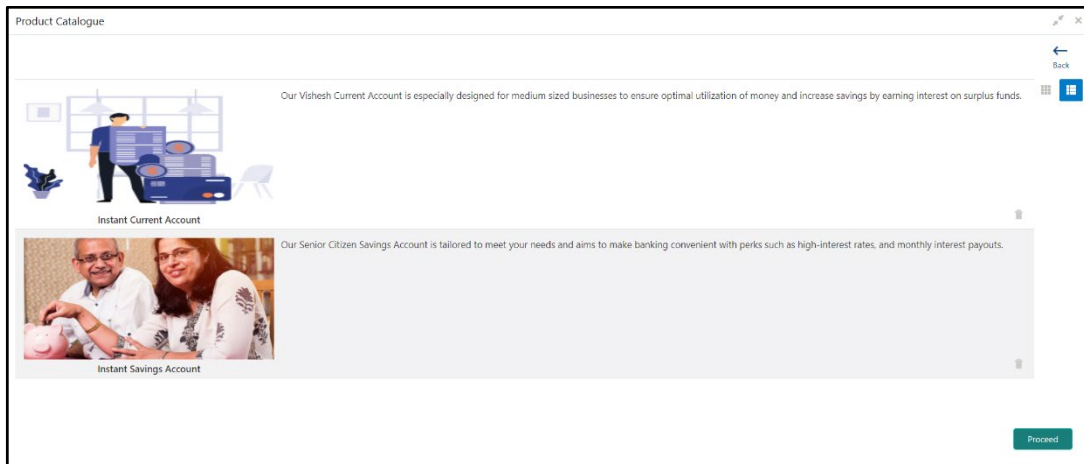 Product Catalogue
Back
Our Vishesh Current Account is especially designed for medium sized businesses to ensure optimal utilization of money and increase savings by earning interest on surplus funds.
Instant Current Account
Our Senior Citizen Savings Account is tailored to meet your needs and aims to make banking convenient with perks such as high-interest rates, and monthly interest payouts.
Instant Savings Account
Proceed